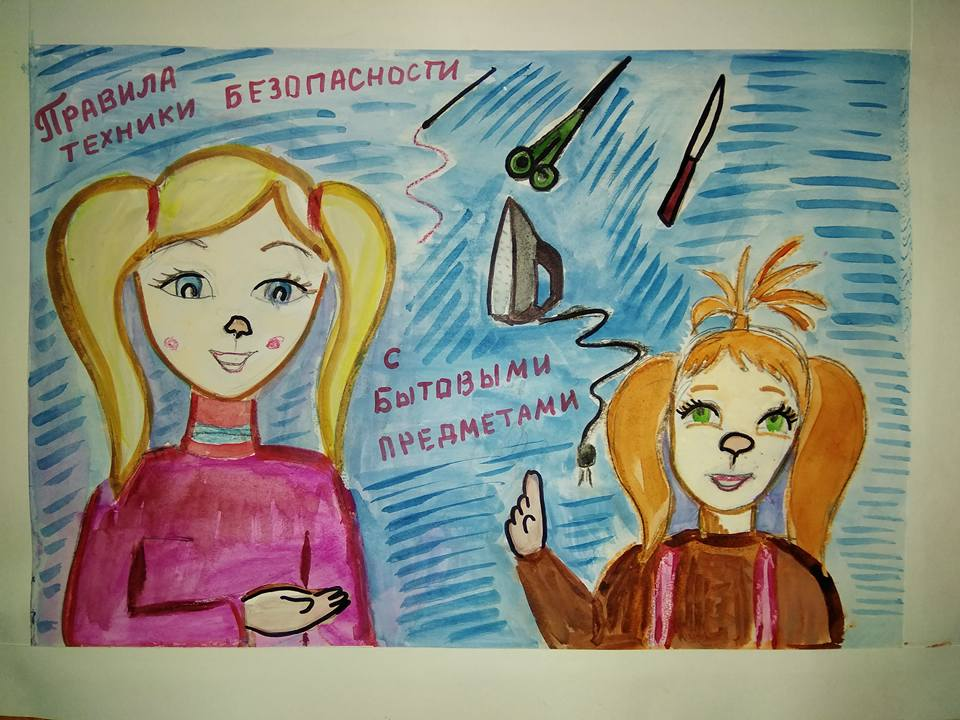 Правила
техники безопасности
с
бытовыми
предметами